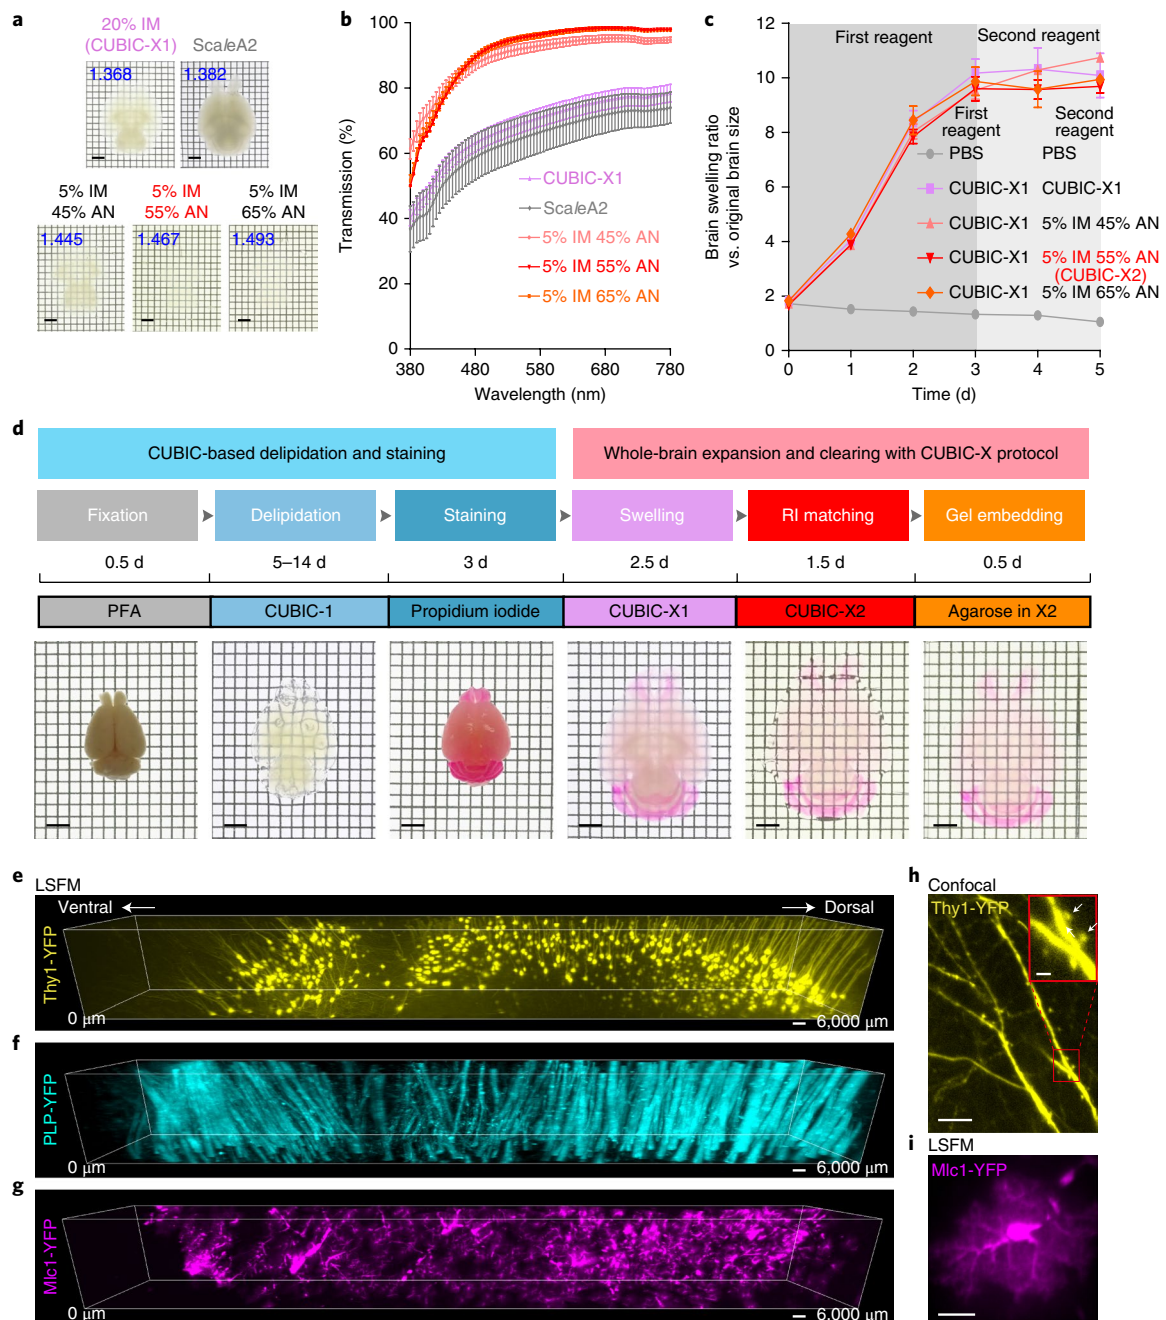 a
20% IM
(CUBIC-X1)
ScaleA2
1.368
1.382
5% IM
45% AN
5% IM
55% AN
5% IM
65% AN
1.445
1.467
1.493
b
Transmission (%)
100
80
60
40
20
0
380
480
580
680
780
Wavelength (nm)
CUBIC-X1
ScaleA2
5% IM 45% AN
5% IM 55% AN
5% IM 65% AN
c
Brain swelling ratio
vs. original brain size
12
10
8
6
4
2
0
0
1
2
3
4
5
Time (d)
First reagent
Second reagent
First
reagent
Second
reagent
PBS PBS
CUBIC-X1 CUBIC-X1
CUBIC-X1 5% IM 45% AN
CUBIC-X1 5% IM 55% AN
(CUBIC-X2)
CUBIC-X1 5% IM 65% AN
d
CUBIC-based delipidation and staining
Whole-brain expansion and clearing with CUBIC-X protocol
Fixation
Delipidation
Staining
Swelling
RI matching
Gel embedding
0.5 d
5–14 d
3 d
2.5 d
1.5 d
0.5 d
PFA
CUBIC-1
Propidium iodide
CUBIC-X1
CUBIC-X2
Agarose in X2
e
LSFM
Ventral
Dorsal
Thy1-YFP
0 μm
6,000 μm
f
PLP-YFP
0 μm
6,000 μm
g
Mlc1-YFP
0 μm
6,000 μm
h
Confocal
Thy1-YFP
i
LSFM
Mlc1-YFP